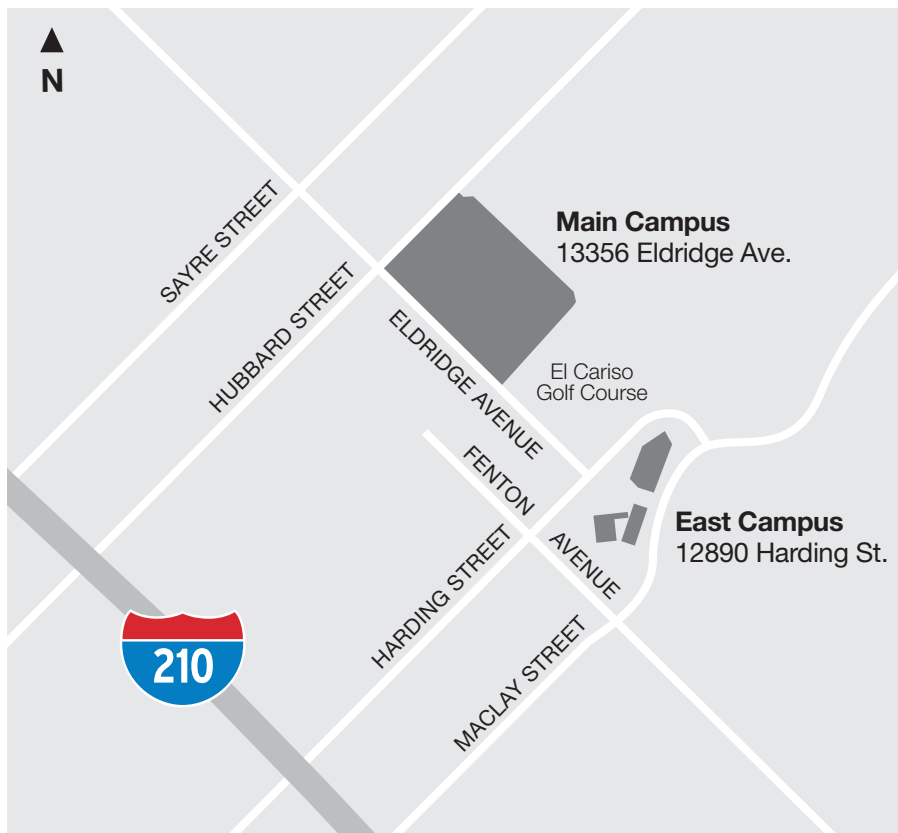 N
SAYRE STREET
Main Campus
13356 Eldridge Ave.
HUBBARD STREET
ELDRIDGE AVENUE
El Cariso
Golf Course
FENTON
AVENUE
East Campus
12890 Harding St.
HARDING STREET
MACLAY STREET
210